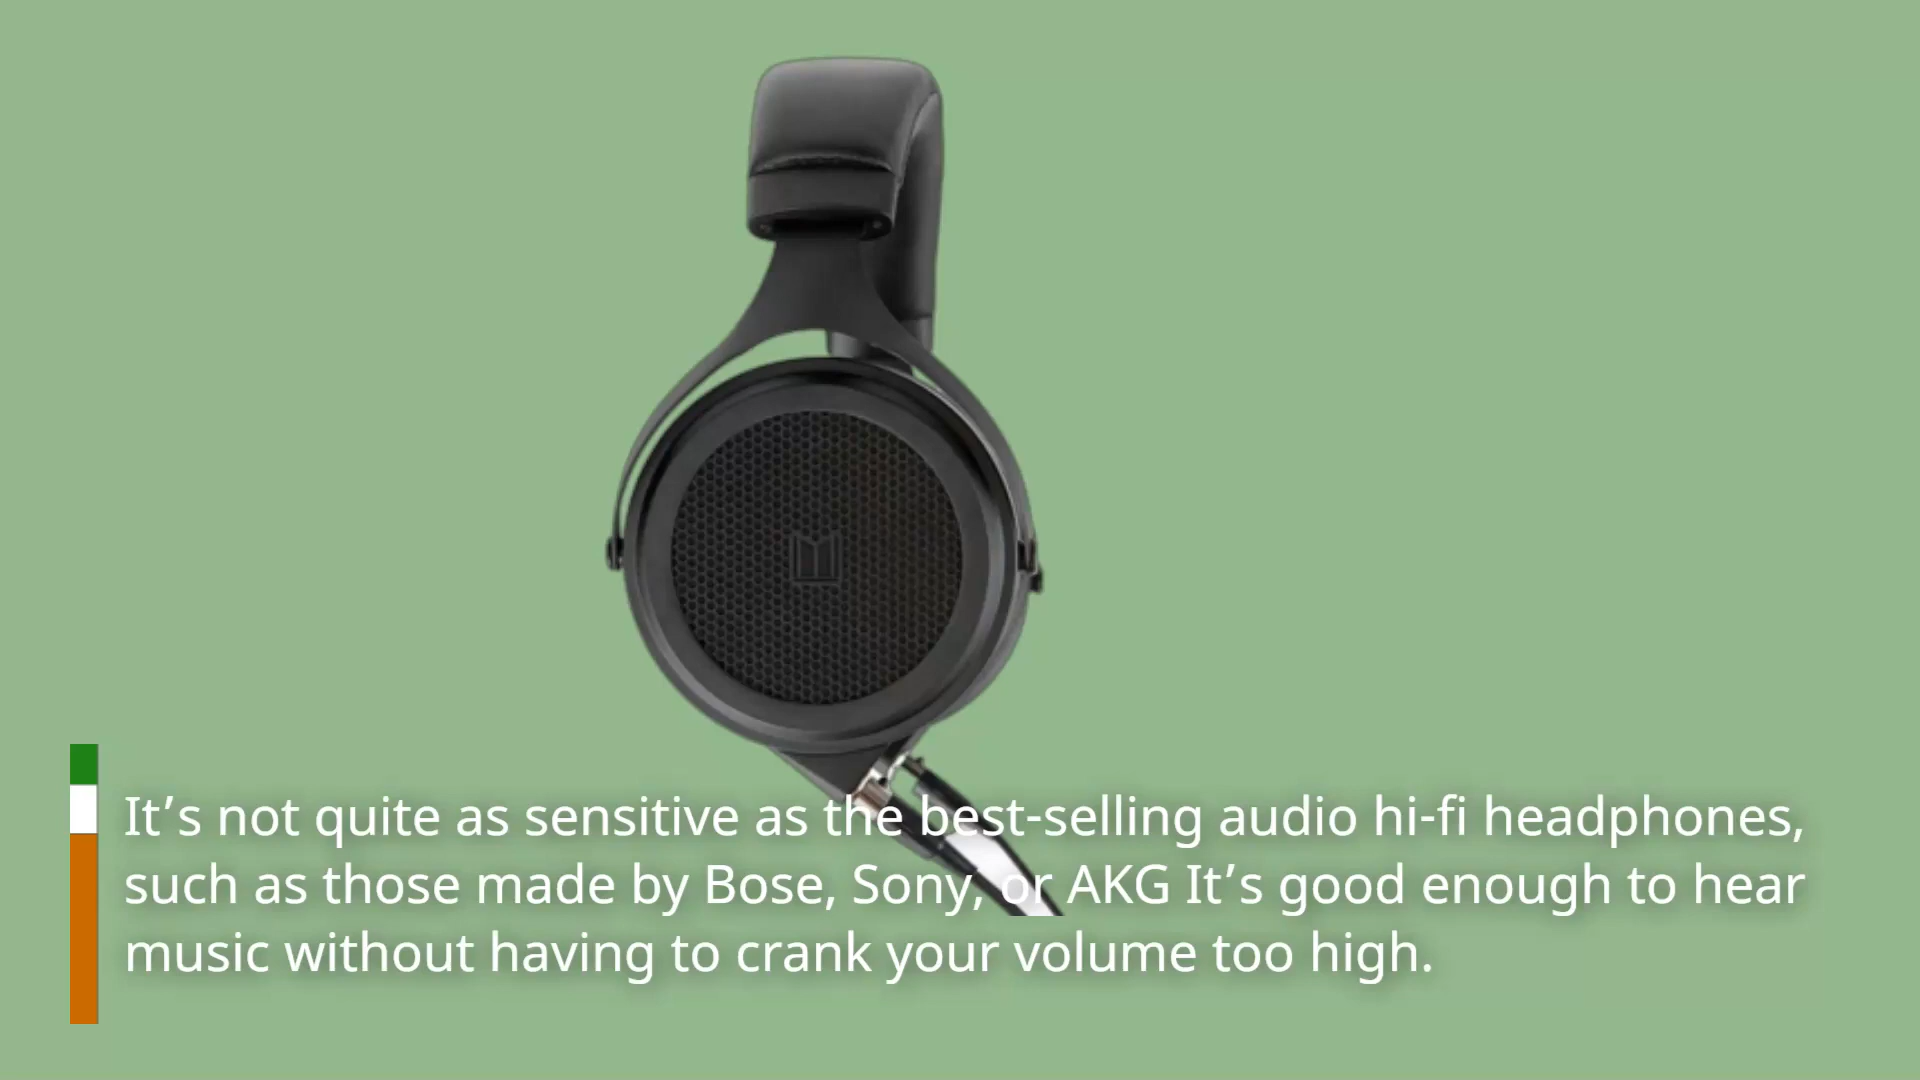 It’s not quite as sensitive as the best-selling audio hi-fi headphones,
such as those made by Bose, Sony, or AKG It’s good enough to hear
music without having to crank your volume too high.